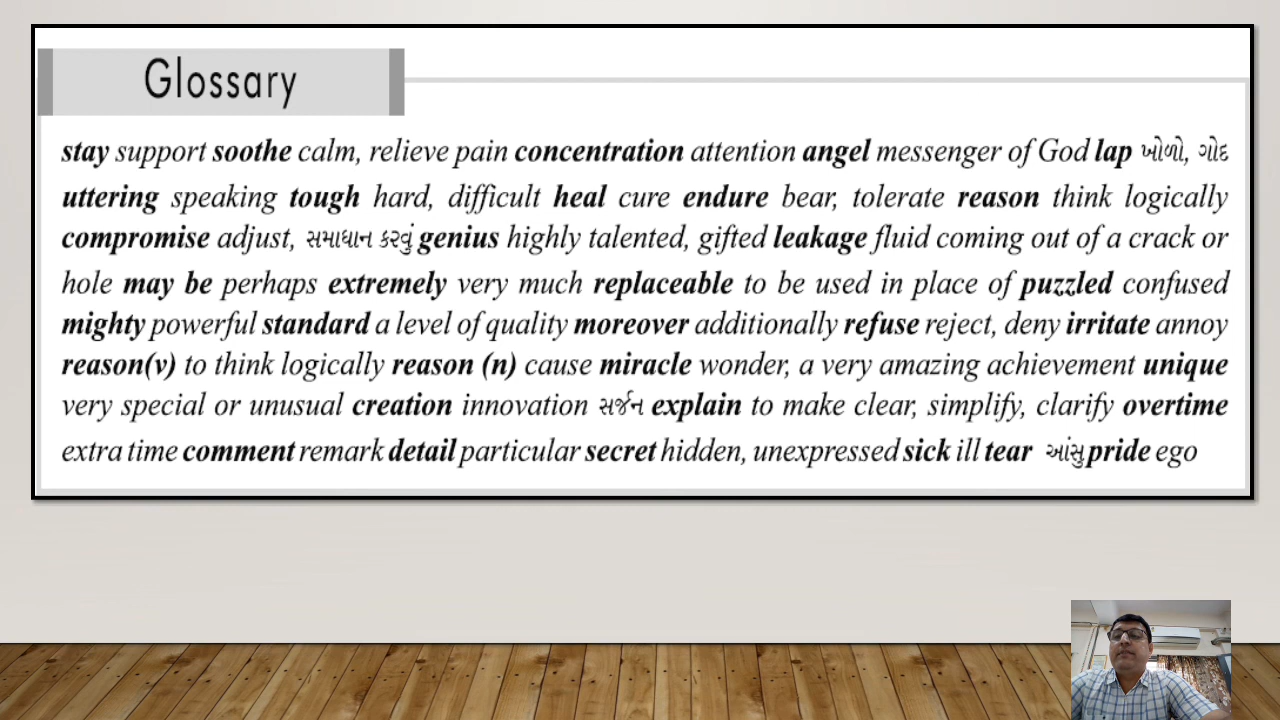 Glossary
stay support soothe calm, relieve pain concentration attention angel messenger of God lap ખોળો, ગોદ
uttering speaking tough hard, difficult heal cure endure bear, tolerate reason think logically
compromise adjust, સમાધાન કરવું genius highly talented, gifted leakage fluid coming out of a crack or
hole may be perhaps extremely very much replaceable to be used in place of puzzled confused
mighty powerful standard a level of quality moreover additionally refuse reject, deny irritate annoy
reason(v) to think logically reason (n) cause miracle wonder, a very amazing achievement unique
very special or unusual creation innovation સર્જન explain to make clear, simplify, clarify overtime
extra time comment remark detail particular secret hidden, unexpressed sick ill tear આંસુ pride ego